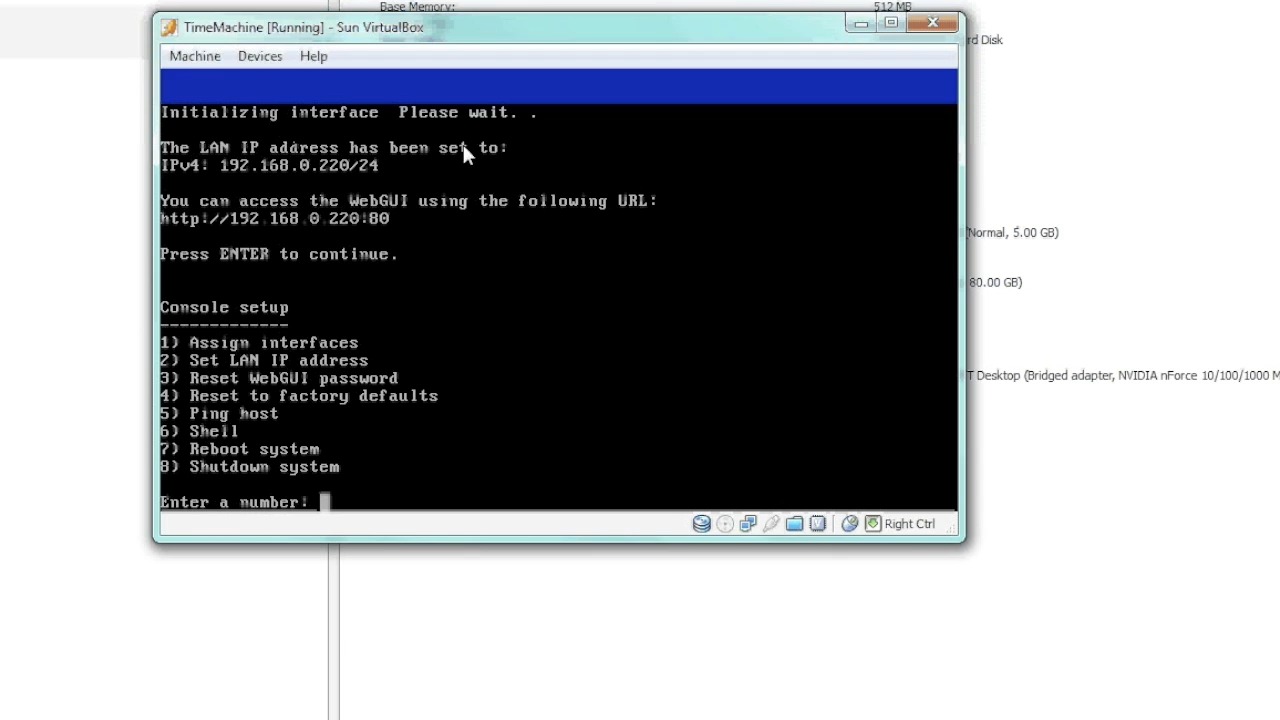 Base Memory:
512 MB
TimeMachine [Running] - Sun VirtualBox
rd Disk
Machine Devices Help
Initializing interface  Please wait. .
The LAN IP address has been set to:
IPv4: 192.168.0.220/24
You can access the WebGUI using the following URL:
http://192.168.0.220:80
(Normal, 5.00 GB)
Press ENTER to continue.
80.00 GB)
Console setup
-------------
1) Assign interfaces
2) Set LAN IP address
T Desktop (Bridged adapter, NVIDIA nForce 10/100/1000 M
3) Reset WebGUI password
4) Reset to factory defaults
5) Ping host
6) Shell
7) Reboot system
8) Shutdown system
Enter a number:
Right Ctrl